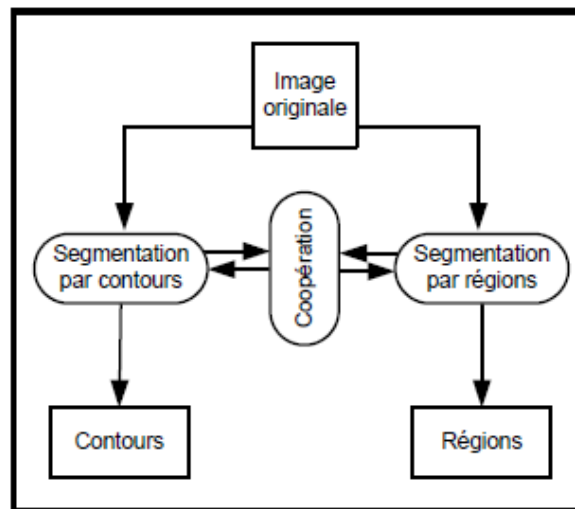 Image
originale
Segmentation
par contours
Coopération
Segmentation
par régions
Contours
Régions